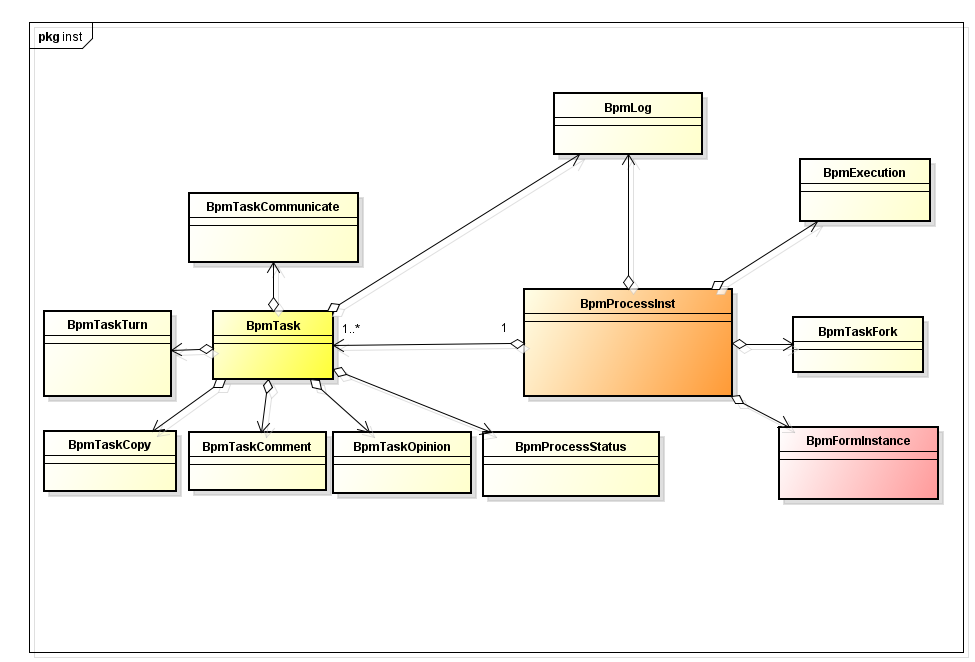 pkg inst
BpmLog
BpmExecution
BpmTaskCommunicate
BpmProcessInst
BpmTaskTurn
BpmTask
1..*
1
BpmTaskFork
BpmTaskCopy
BpmTaskComment
BpmTaskOpinion
BpmProcessStatus
BpmFormInstance